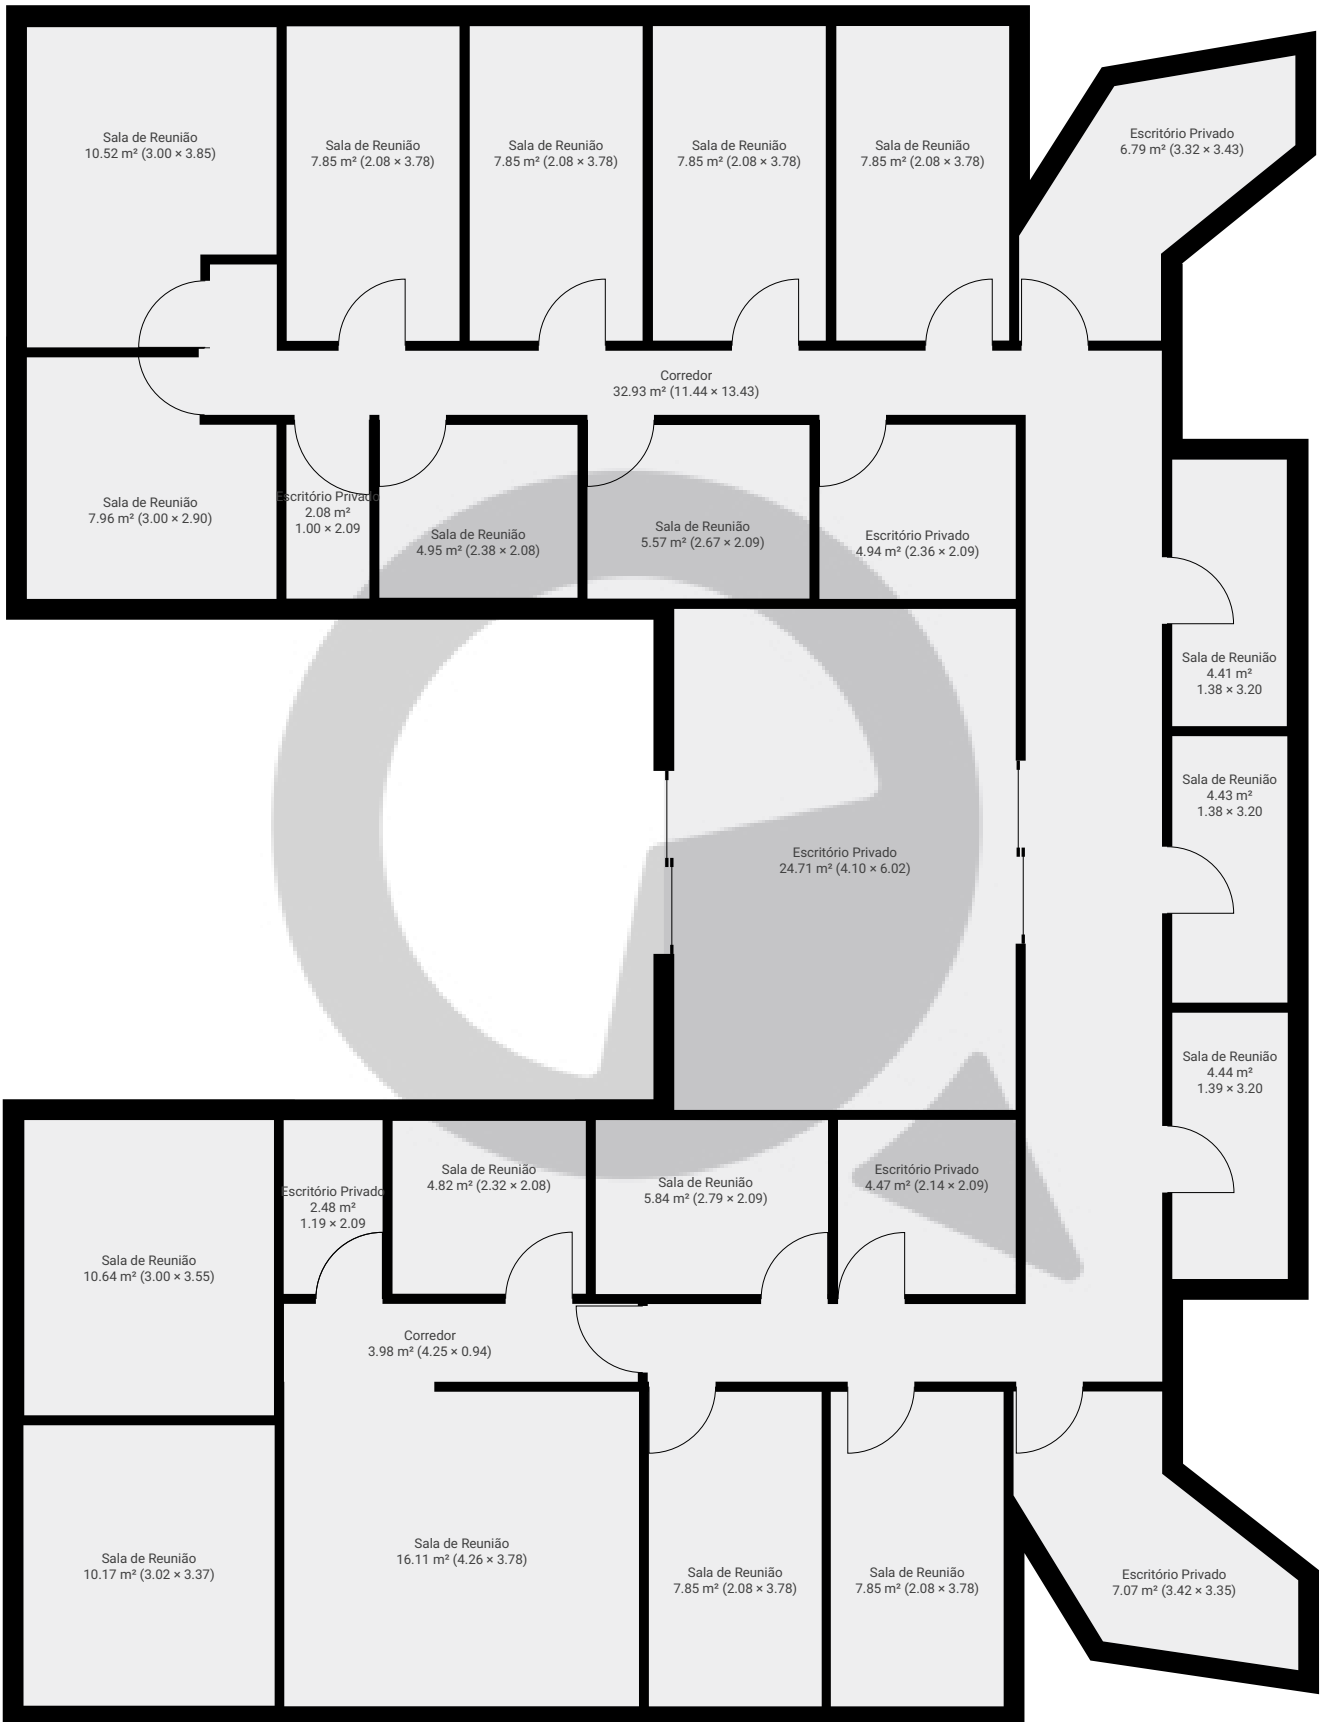 Sala de Reunião
10.52 m² (3.00 × 3.85)
Sala de Reunião
7.85 m² (2.08 × 3.78)
Sala de Reunião
7.85 m² (2.08 × 3.78)
Sala de Reunião
7.85 m² (2.08 × 3.78)
Sala de Reunião
7.85 m² (2.08 × 3.78)
Escritório Privado
6.79 m² (3.32 × 3.43)
Corredor
32.93 m² (11.44 × 13.43)
Sala de Reunião
7.96 m² (3.00 × 2.90)
Escritório Privado
2.08 m²
1.00 × 2.09
Sala de Reunião
4.95 m² (2.38 × 2.08)
Sala de Reunião
5.57 m² (2.67 × 2.09)
Escritório Privado
4.94 m² (2.36 × 2.09)
Sala de Reunião
4.41 m²
1.38 × 3.20
Sala de Reunião
4.43 m²
1.38 × 3.20
Escritório Privado
24.71 m² (4.10 × 6.02)
Sala de Reunião
4.44 m²
1.39 × 3.20
Sala de Reunião
10.64 m² (3.00 × 3.55)
Escritório Privado
2.48 m²
1.19 × 2.09
Sala de Reunião
4.82 m² (2.32 × 2.08)
Sala de Reunião
5.84 m² (2.79 × 2.09)
Escritório Privado
4.47 m² (2.14 × 2.09)
Corredor
3.98 m² (4.25 × 0.94)
Sala de Reunião
10.17 m² (3.02 × 3.37)
Sala de Reunião
16.11 m² (4.26 × 3.78)
Sala de Reunião
7.85 m² (2.08 × 3.78)
Sala de Reunião
7.85 m² (2.08 × 3.78)
Escritório Privado
7.07 m² (3.42 × 3.35)